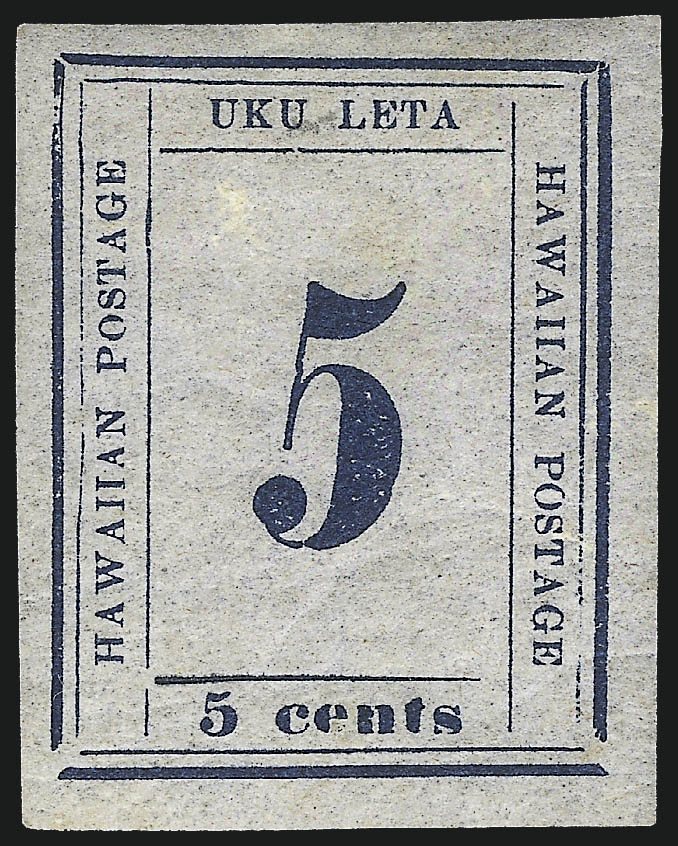 UKU LETA
HAWAIIAN POSTAGE
5
HAWAIIAN POSTAGE
5 cents